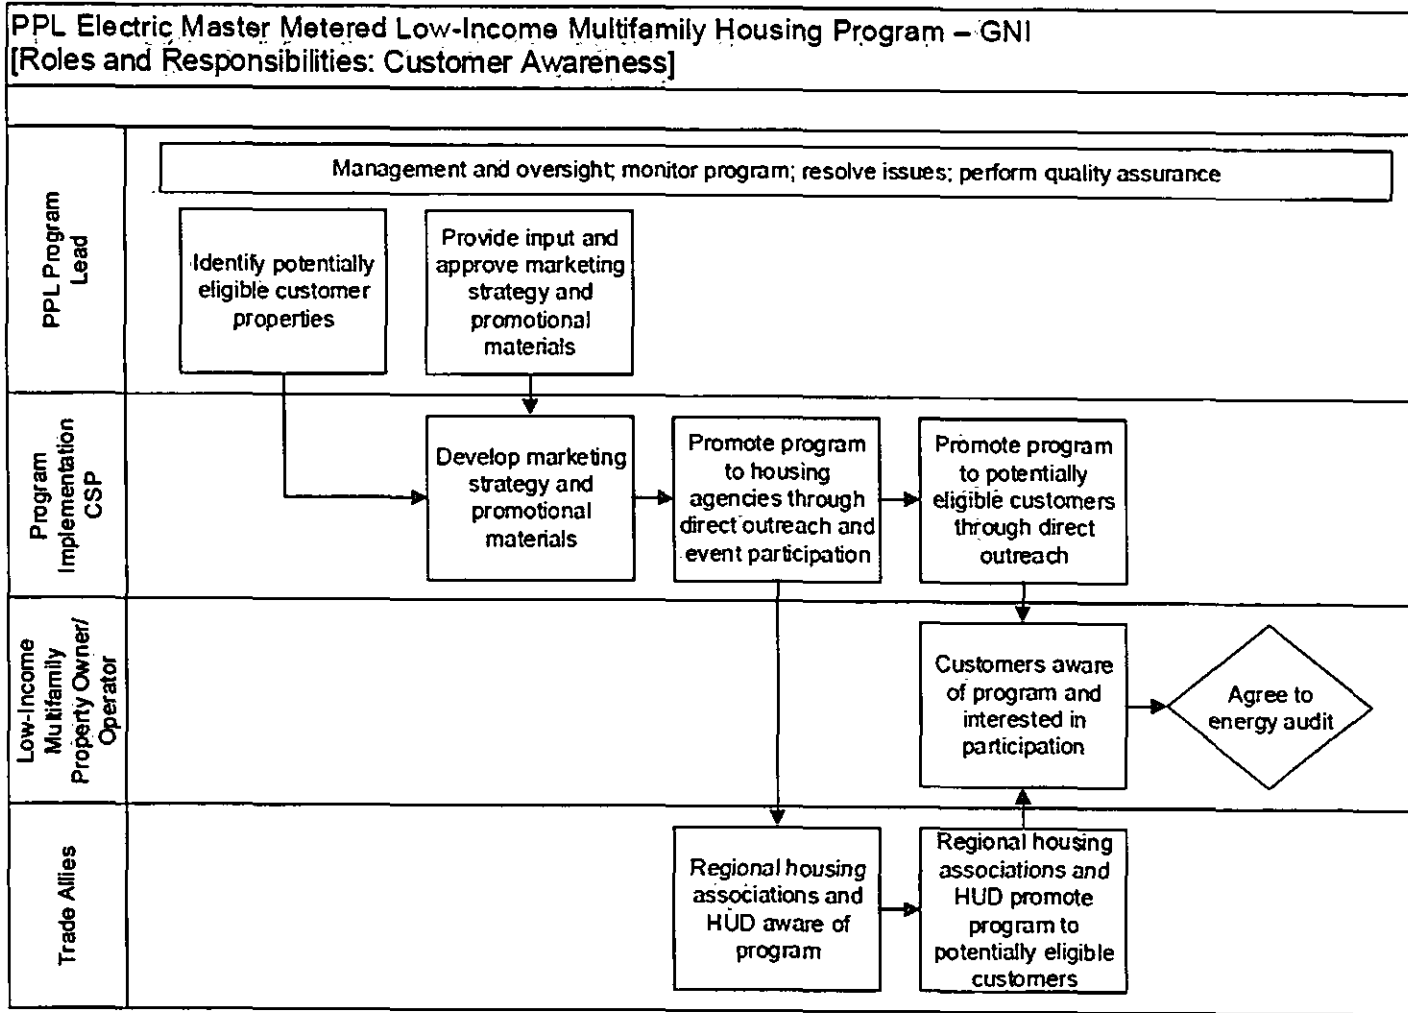 PPL Electric Master Metered Low-Income Multifamily Housing Program – GNI
[Roles and Responsibilities: Customer Awareness]
PPL Program
Lead
Management and oversight; monitor program; resolve issues; perform quality assurance
Identify potentially
eligible customer
properties
Provide input and
approve marketing
strategy and
promotional
materials
Program
Implementation
CSP
Develop marketing
strategy and
promotional
materials
Promote program
to housing
agencies through
direct outreach and
event participation
Promote program
to potentially
eligible customers
through direct
outreach
Low-Income
Multifamily
Property Owner/
Operator
Customers aware
of program and
interested in
participation
Agree to
energy audit
Trade Allies
Regional housing
associations and
HUD aware of
program
Regional housing
associations and
HUD promote
program to
potentially eligible
customers